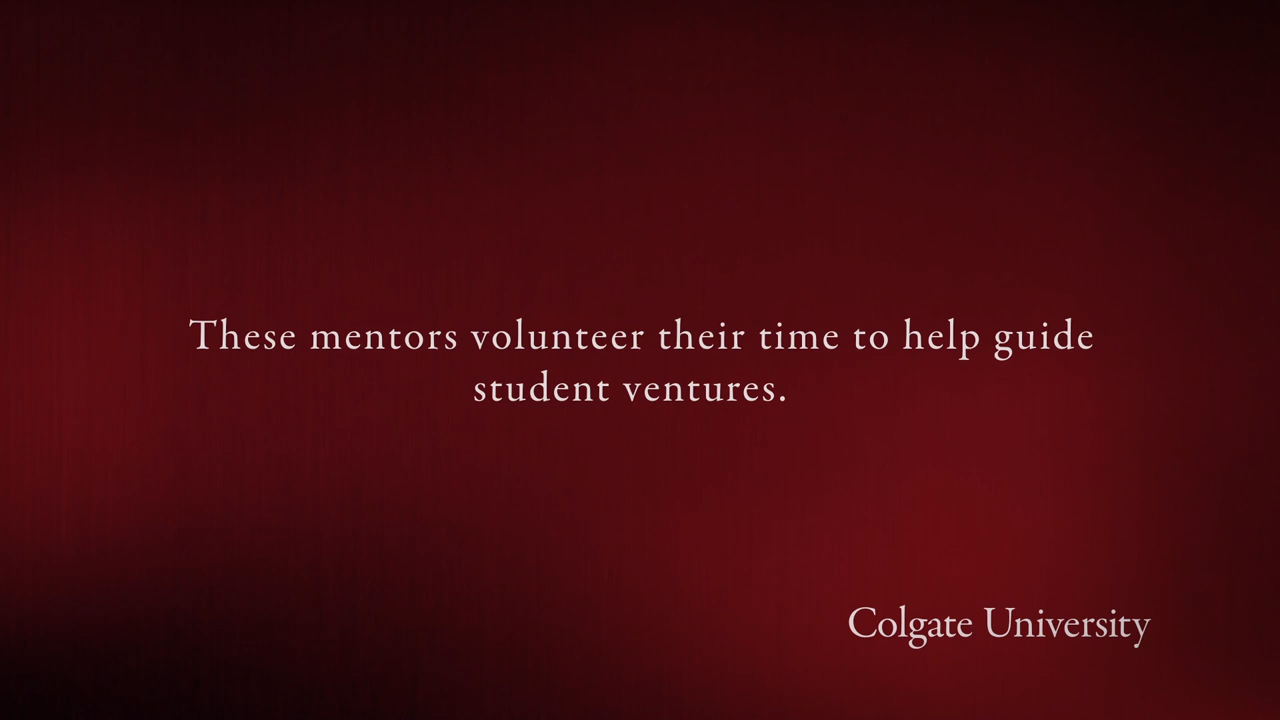 These mentors volunteer their time to help guide
student ventures.
Colgate University